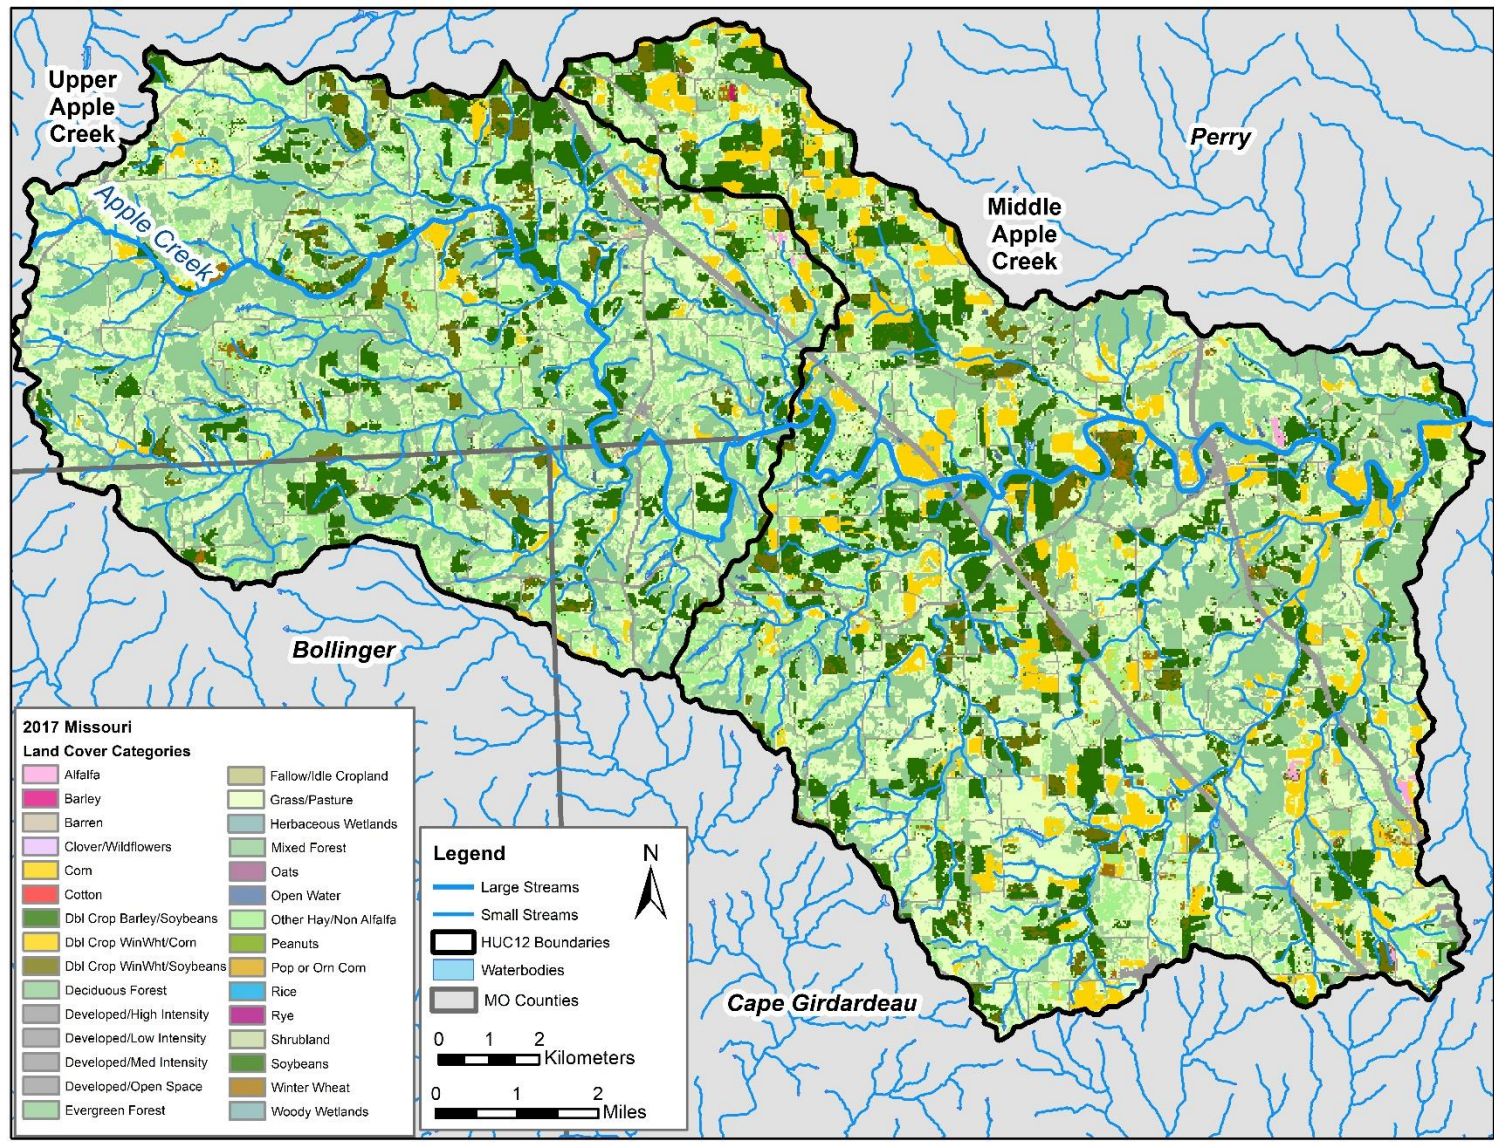 Upper
Apple
Creek
Perry
Apple Creek
Middle
Apple
Creek
Bollinger
Cape Girdardeau
2017 Missouri
Land Cover Categories
Alfalfa
Barley
Barren
Clover/Wildflowers
Corn
Cotton
Dbl Crop Barley/Soybeans
Dbl Crop WinWht/Corn
Dbl Crop WinWht/Soybeans
Deciduous Forest
Developed/High Intensity
Developed/Low Intensity
Developed/Med Intensity
Developed/Open Space
Evergreen Forest
Fallow/Idle Cropland
Grass/Pasture
Herbaceous Wetlands
Mixed Forest
Oats
Open Water
Other Hay/Non Alfalfa
Peanuts
Pop or Orn Corn
Rice
Rye
Shrubland
Soybeans
Winter Wheat
Woody Wetlands
Legend
N
Large Streams
Small Streams
HUC12 Boundaries
Waterbodies
MO Counties
0 1 2
Kilometers
0 1 2
Miles